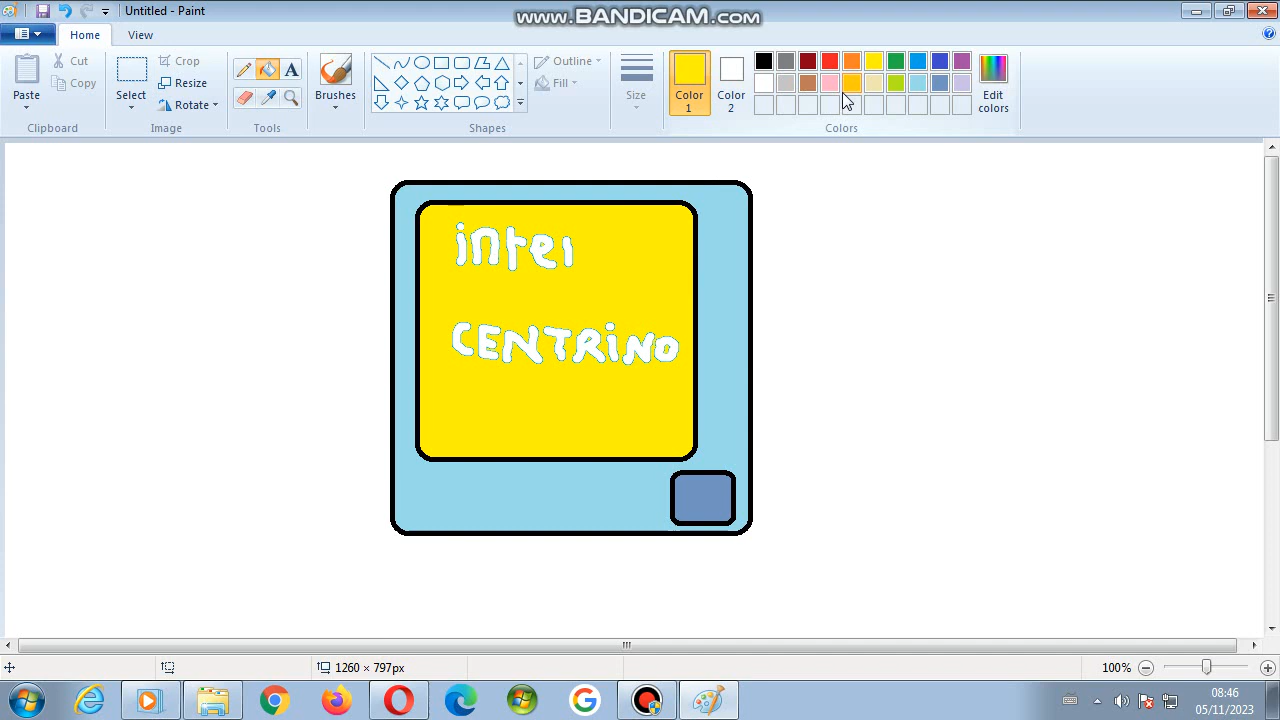 www.BANDICAM.com
Untitled - Paint
Home
View
Paste
Cut
Copy
Clipboard
Select
Crop
Resize
Rotate
Image
A
Tools
Brushes
Shapes
Outline
Fill
Size
Color 1
Color 2
Colors
Edit colors
intel
CENTRiNO
1260 × 797px
100%
08:46
05/11/2023